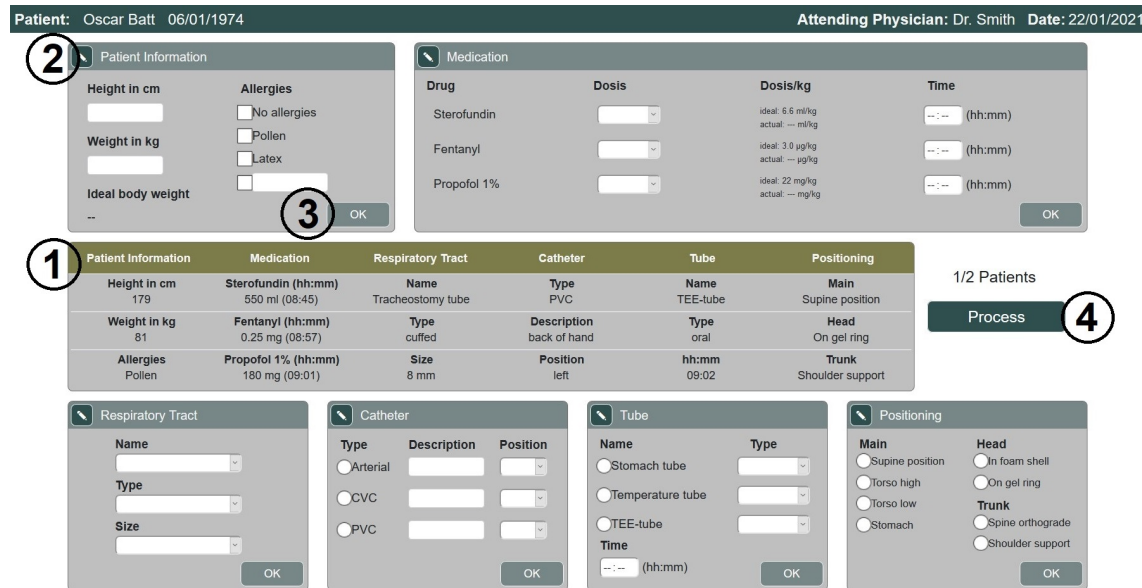 Patient: Oscar Batt 06/01/1974 Attending Physician: Dr. Smith Date: 22/01/2021
2 Patient Information
Height in cm Allergies
No allergies
Pollen
Weight in kg
Latex
Ideal body weight
--
3 OK
Medication
Drug Dosis Dosis/kg Time
Sterofundin ideal: 6.6 ml/kg --:-- (hh:mm)
actual: --- ml/kg
Fentanyl ideal: 3.0 µg/kg --:-- (hh:mm)
actual: --- µg/kg
Propofol 1% ideal: 22 mg/kg --:-- (hh:mm)
actual: --- mg/kg
OK
1 Patient Information Medication Respiratory Tract Catheter Tube Positioning
Height in cm Sterofundin (hh:mm) Name Type Name Main
179 550 ml (08:45) Tracheostomy tube PVC TEE-tube Supine position
Weight in kg Fentanyl (hh:mm) Type Description Type Head
81 0.25 mg (08:57) cuffed back of hand oral On gel ring
Allergies Propofol 1% (hh:mm) Size Position hh:mm Trunk
Pollen 180 mg (09:01) 8 mm left 09:02 Shoulder support
1/2 Patients
Process 4
Respiratory Tract
Name
Type
Size
OK
Catheter
Type Description Position
Arterial
CVC
PVC
OK
Tube
Name Type
Stomach tube
Temperature tube
TEE-tube
Time
--:-- (hh:mm)
OK
Positioning
Main Head
Supine position In foam shell
Torso high On gel ring
Torso low Trunk
Stomach Spine orthograde
Shoulder support
OK